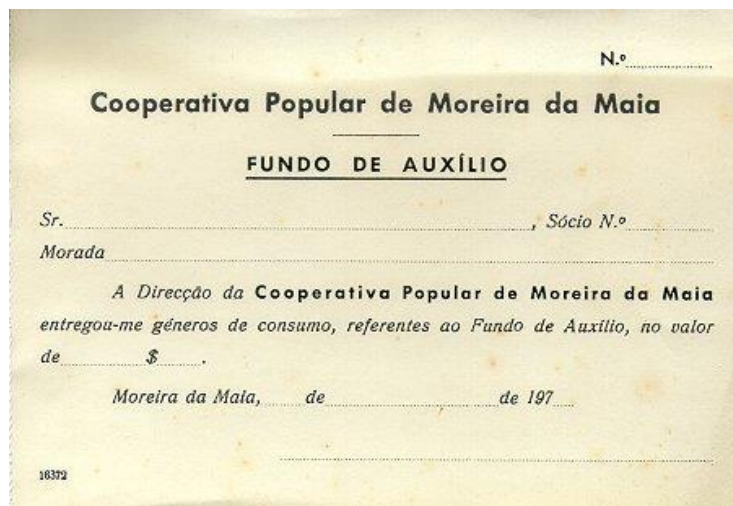 N.º
Cooperativa Popular de Moreira da Maia
FUNDO DE AUXÍLIO
Sr. , Sócio N.º
Morada
A Direcção da Cooperativa Popular de Moreira da Maia
entregou-me géneros de consumo, referentes ao Fundo de Auxílio, no valor
de $ .
Moreira da Maia, de de 197
16372